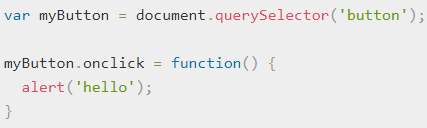 var myButton = document.querySelector('button');
myButton.onclick = function() {
  alert('hello');
}